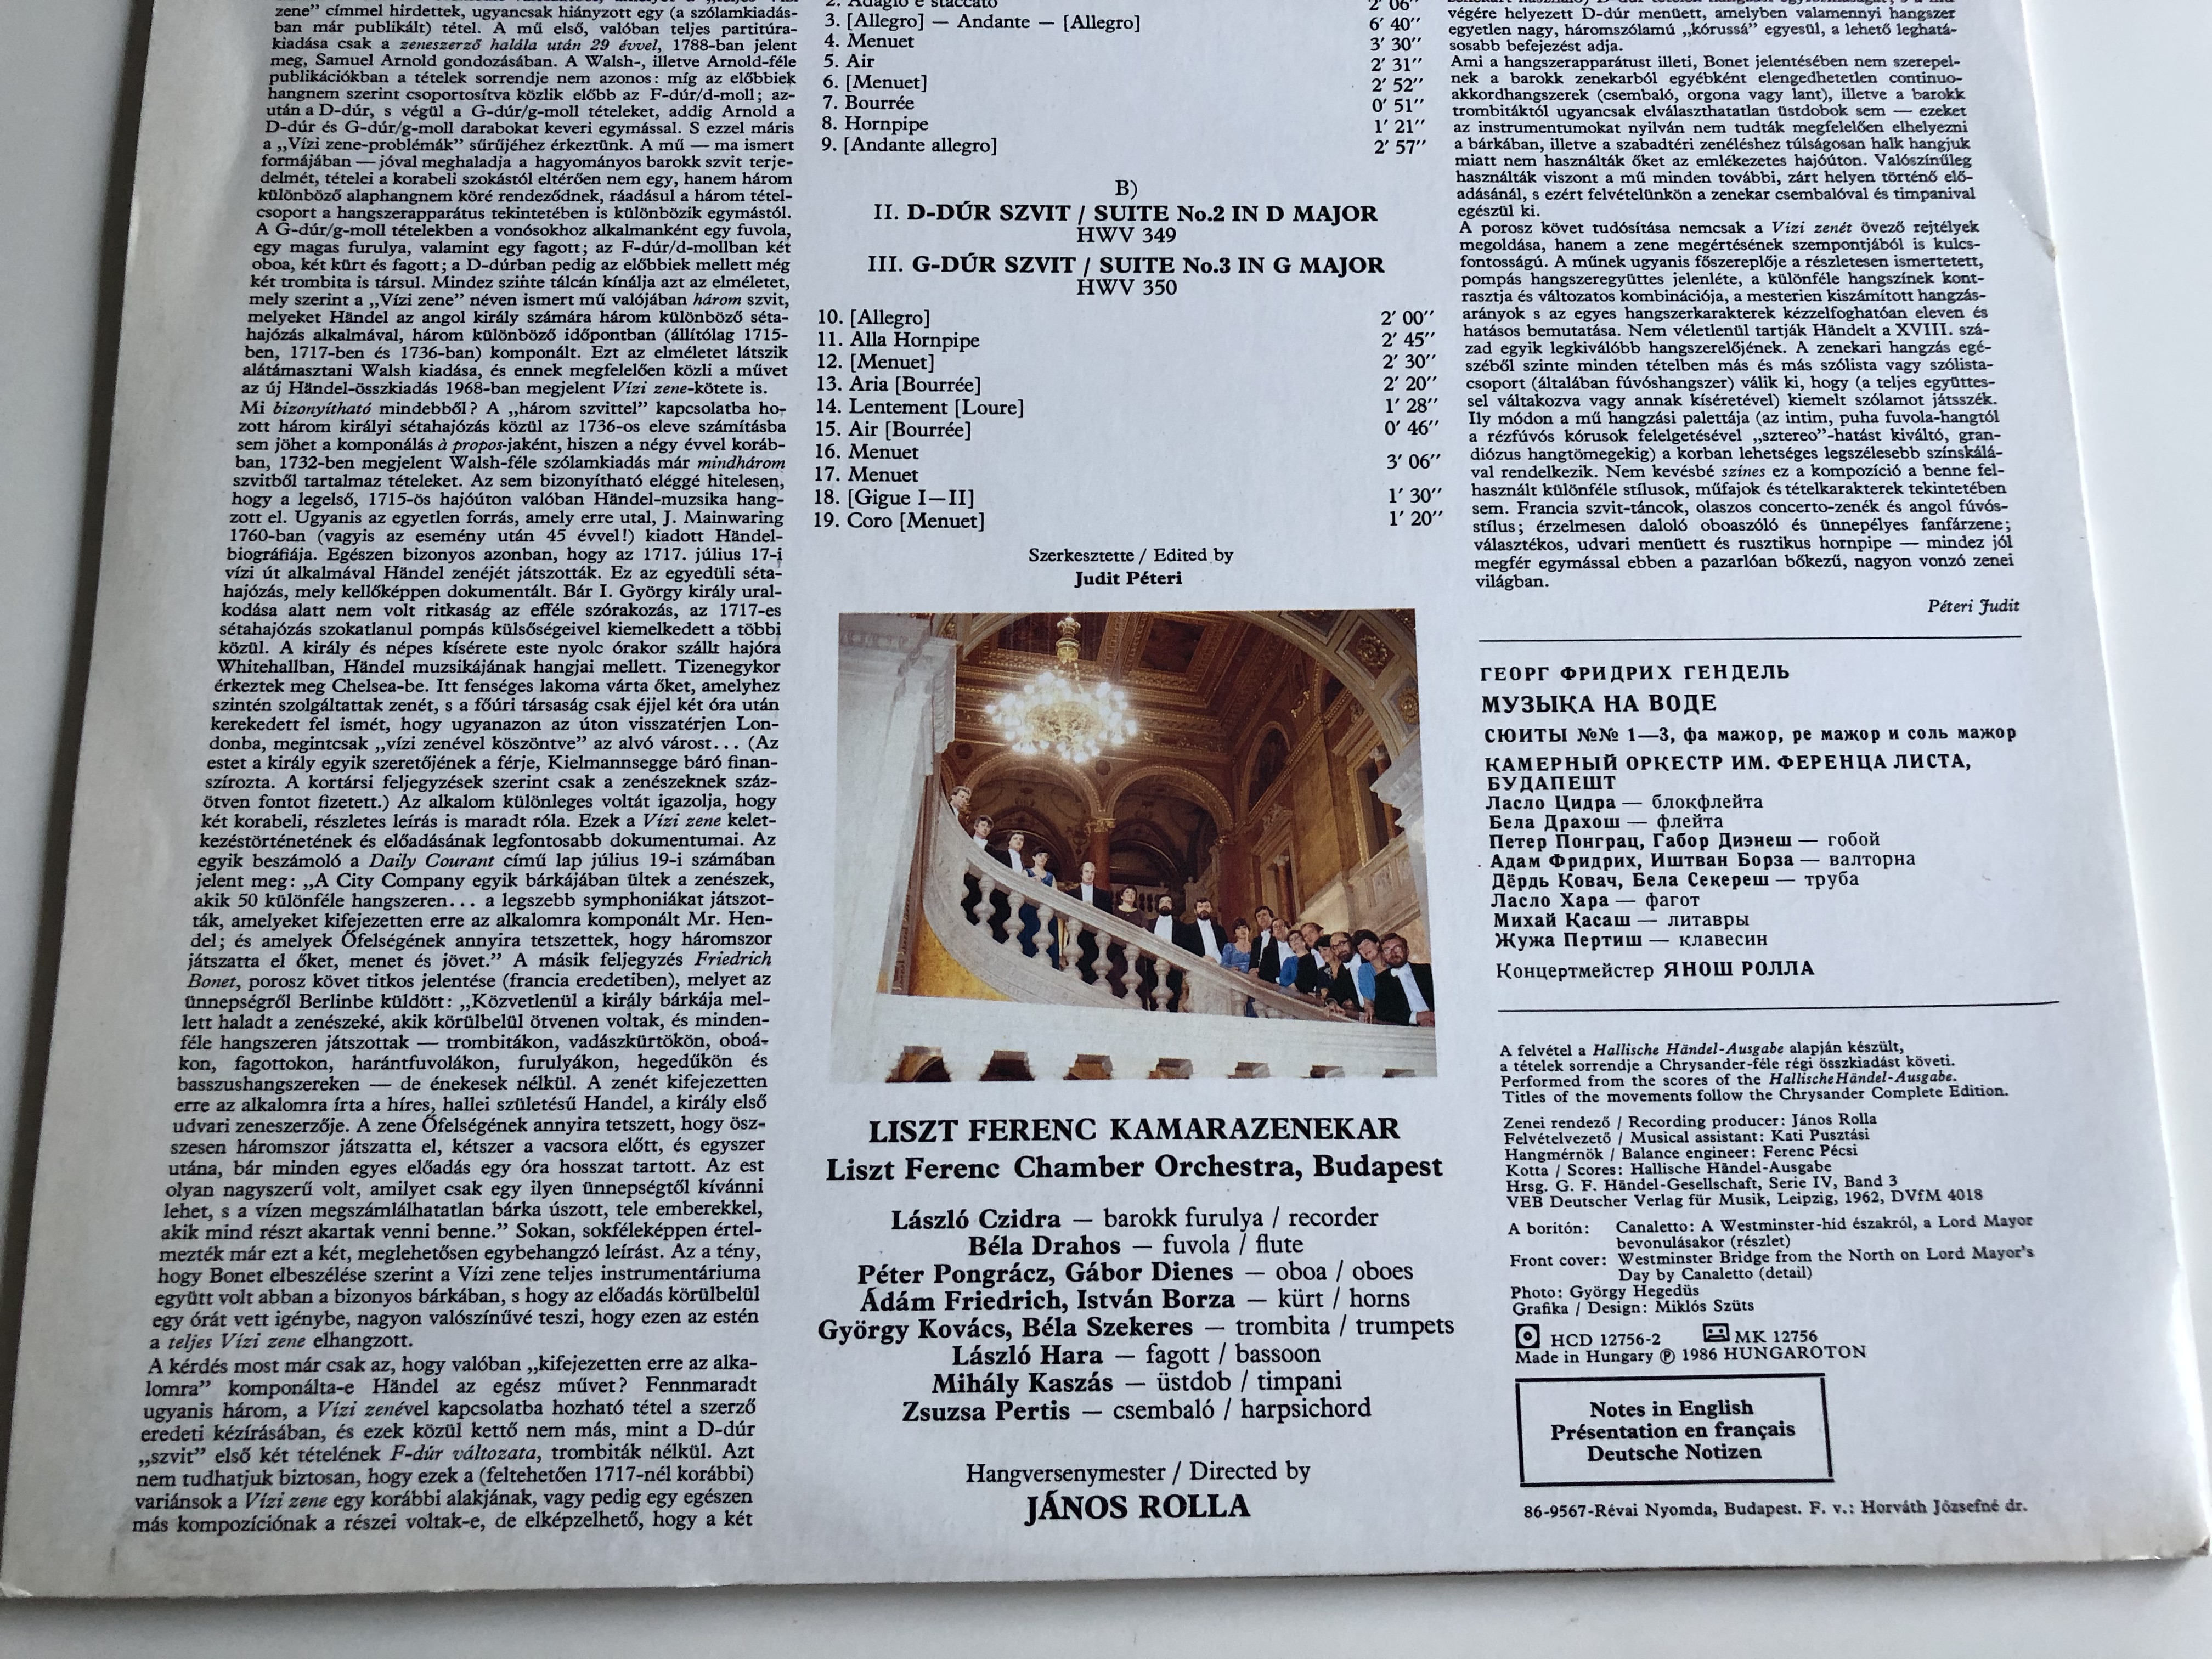 zene” címmel hirdettek, ugyancsak hiányzott egy (a szólamkiadás-
ban már publikált) tétel. A mű első, valóban teljes partitúra-
kiadása csak a zeneszerző halála után 29 évvel, 1788-ban jelent
meg, Samuel Arnold gondozásában. A Walsh-, illetve Arnold-féle
publikációkban a tételek sorrendje nem azonos: míg az előbbiek
hangnem szerint csoportosítva közlik előbb az F-dúr/d-moll; az-
után a D-dúr, s végül a G-dúr/g-moll tételeket, addig Arnold a
D-dúr és G-dúr/g-moll darabokat keveri egymással. S ezzel máris
a „Vízi zene-problémák” sűrűjéhez érkeztünk. A mű — ma ismert
formájában — jóval meghaladja a hagyományos barokk szvit terje-
delmét, tételei a korabeli szokástól eltérően nem egy, hanem három
különböző alaphangnem köré rendeződnek, ráadásul a három tétel-
csoport a hangszerapparátus tekintetében is különbözik egymástól.
A G-dúr/g-moll tételekben a vonósokhoz alkalmanként egy fuvola,
egy magas furulya, valamint egy fagott; az F-dúr/d-mollban két
oboa, két kürt és fagott; a D-dúrban pedig az előbbiek mellett még
két trombita is társul. Mindez szinte tálcán kínálja azt az elméletet,
mely szerint a „Vízi zene” néven ismert mű valójában három szvit,
melyeket Händel az angol király számára három különböző séta-
hajózás alkalmával, három különböző időpontban (állítólag 1715-
ben, 1717-ben és 1736-ban) komponált. Ezt az elméletet látszik
alátámasztani Walsh kiadása, és ennek megfelelően közli a művet
az új Händel-összkiadás 1968-ban megjelent Vízi zene-kötete is.
Mi bizonyítható mindebből? A „három szvittel” kapcsolatba ho-
zott három királyi sétahajózás közül az 1736-os eleve számításba
sem jöhet a komponálás à propos-jaként, hiszen a négy évvel koráb-
ban, 1732-ben megjelent Walsh-féle szólamkiadás már mindhárom
szvitből tartalmaz tételeket. Az sem bizonyítható eléggé hitelesen,
hogy a legelső, 1715-ös hajóúton valóban Händel-muzsika hang-
zott el. Ugyanis az egyetlen forrás, amely erre utal, J. Mainwaring
1760-ban (vagyis az esemény után 45 évvel!) kiadott Händel-
biográfiája. Egészen bizonyos azonban, hogy az 1717. július 17-i
vízi út alkalmával Händel zenéjét játszották. Ez az egyedüli séta-
hajózás, mely kellőképpen dokumentált. Bár I. György király ural-
kodása alatt nem volt ritkaság az efféle szórakozás, az 1717-es
sétahajózás szokatlanul pompás külsőségeivel kiemelkedett a többi
közül. A király és népes kísérete este nyolc órakor szállt hajóra
Whitehallban, Händel muzsikájának hangjai mellett. Tizenegykor
érkeztek meg Chelsea-be. Itt fenséges lakoma várta őket, amelyhez
szintén szolgáltattak zenét, s a főúri társaság csak éjjel két óra után
kerekedett fel ismét, hogy ugyanazon az úton visszatérjen Lon-
donba, megintcsak „vízi zenével köszöntve” az alvó várost... (Az
estet a király egyik szeretőjének a férje, Kielmannsegge báró finan-
szírozta. A kortársi feljegyzések szerint csak a zenészeknek száz-
ötven fontot fizetett.) Az alkalom különleges voltát igazolja, hogy
két korabeli, részletes leírás is maradt róla. Ezek a Vízi zene kelet-
kezéstörténetének és előadásának legfontosabb dokumentumai. Az
egyik beszámoló a Daily Courant című lap július 19-i számában
jelent meg: „A City Company egyik bárkájában ültek a zenészek,
akik 50 különféle hangszeren... a legszebb symphoniákat játszot-
ták, amelyeket kifejezetten erre az alkalomra komponált Mr. Hen-
del; és amelyek Őfelségének annyira tetszettek, hogy háromszor
játszatta el őket, menet és jövet.” A másik feljegyzés Friedrich
Bonet, porosz követ titkos jelentése (francia eredetiben), melyet az
ünnepségről Berlinbe küldött: „Közvetlenül a király bárkája mel-
lett haladt a zenészeké, akik körülbelül ötvenen voltak, és minden-
féle hangszeren játszottak — trombitákon, vadászkürtökön, oboá-
kon, fagottokon, harántfuvolákon, furulyákon, hegedűkön és
basszushangszereken — de énekesek nélkül. A zenét kifejezetten
erre az alkalomra írta a híres, hallei születésű Handel, a király első
udvari zeneszerzője. A zene Őfelségének annyira tetszett, hogy ösz-
szesen háromszor játszatta el, kétszer a vacsora előtt, és egyszer
utána, bár minden egyes előadás egy óra hosszat tartott. Az est
olyan nagyszerű volt, amilyet csak egy ilyen ünnepségtől kívánni
lehet, s a vízen megszámlálhatatlan bárka úszott, tele emberekkel,
akik mind részt akartak venni benne.” Sokan, sokféleképpen értel-
mezték már ezt a két, meglehetősen egybehangzó leírást. Az a tény,
hogy Bonet elbeszélése szerint a Vízi zene teljes instrumentáriuma
együtt volt abban a bizonyos bárkában, s hogy az előadás körülbelül
egy órát vett igénybe, nagyon valószínűvé teszi, hogy ezen az estén
a teljes Vízi zene elhangzott.
A kérdés most már csak az, hogy valóban „kifejezetten erre az alka-
lomra” komponálta-e Händel az egész művet? Fennmaradt
ugyanis három, a Vízi zenével kapcsolatba hozható tétel a szerző
eredeti kézírásában, és ezek közül kettő nem más, mint a D-dúr
„szvit” első két tételének F-dúr változata, trombiták nélkül. Azt
nem tudhatjuk biztosan, hogy ezek a (feltehetően 1717-nél korábbi)
variánsok a Vízi zene egy korábbi alakjának, vagy pedig egy egészen
más kompozíciónak a részei voltak-e, de elképzelhető, hogy a két
2. Adagio e staccato 2′ 06″
3. [Allegro] — Andante — [Allegro] 6′ 40″
4. Menuet 3′ 30″
5. Air 2′ 31″
6. [Menuet] 2′ 52″
7. Bourrée 0′ 51″
8. Hornpipe 1′ 21″
9. [Andante allegro] 2′ 57″
B)
II. D-DÚR SZVIT / SUITE No.2 IN D MAJOR
HWV 349
III. G-DÚR SZVIT / SUITE No.3 IN G MAJOR
HWV 350
10. [Allegro] 2′ 00″
11. Alla Hornpipe 2′ 45″
12. [Menuet] 2′ 30″
13. Aria [Bourrée] 2′ 20″
14. Lentement [Loure] 1′ 28″
15. Air [Bourrée] 0′ 46″
16. Menuet
17. Menuet 3′ 06″
18. [Gigue I—II] 1′ 30″
19. Coro [Menuet] 1′ 20″
Szerkesztette / Edited by
Judit Péteri
LISZT FERENC KAMARAZENEKAR
Liszt Ferenc Chamber Orchestra, Budapest
László Czidra — barokk furulya / recorder
Béla Drahos — fuvola / flute
Péter Pongrácz, Gábor Dienes — oboa / oboes
Ádám Friedrich, István Borza — kürt / horns
György Kovács, Béla Szekeres — trombita / trumpets
László Hara — fagott / bassoon
Mihály Kaszás — üstdob / timpani
Zsuzsa Pertis — csembaló / harpsichord
Hangversenymester / Directed by
JÁNOS ROLLA
végére helyezett D-dúr menüett, amelyben valamennyi hangszer
egyetlen nagy, háromszólamú „kórussá” egyesül, a lehető leghatá-
sosabb befejezést adja.
Ami a hangszerapparátust illeti, Bonet jelentésében nem szerepel-
nek a barokk zenekarból egyébként elengedhetetlen continuo-
akkordhangszerek (csembaló, orgona vagy lant), illetve a barokk
trombitáktól ugyancsak elválaszthatatlan üstdobok sem — ezeket
az instrumentumokat nyilván nem tudták megfelelően elhelyezni
a bárkában, illetve a szabadtéri zenéléshez túlságosan halk hangjuk
miatt nem használták őket az emlékezetes hajóúton. Valószínűleg
használták viszont a mű minden további, zárt helyen történő elő-
adásánál, s ezért felvételünkön a zenekar csembalóval és timpanival
egészül ki.
A porosz követ tudósítása nemcsak a Vízi zenét övező rejtélyek
megoldása, hanem a zene megértésének szempontjából is kulcs-
fontosságú. A műnek ugyanis főszereplője a részletesen ismertetett,
pompás hangszeregyüttes jelenléte, a különféle hangszínek kont-
rasztja és változatos kombinációja, a mesterien kiszámított hangzás-
arányok s az egyes hangszerkarakterek kézzelfoghatóan eleven és
hatásos bemutatása. Nem véletlenül tartják Händelt a XVIII. szá-
zad egyik legkiválóbb hangszerelőjének. A zenekari hangzás egé-
széből szinte minden tételben más és más szólista vagy szólista-
csoport (általában fúvóshangszer) válik ki, hogy (a teljes együttes-
sel váltakozva vagy annak kíséretével) kiemelt szólamot játsszék.
Ily módon a mű hangzási palettája (az intim, puha fuvola-hangtól
a rézfúvós kórusok felelgetésével „sztereo”-hatást kiváltó, gran-
diózus hangtömegekig) a korban lehetséges legszélesebb színskálá-
val rendelkezik. Nem kevésbé színes ez a kompozíció a benne fel-
használt különféle stílusok, műfajok és tételkarakterek tekintetében
sem. Francia szvit-táncok, olaszos concerto-zenék és angol fúvós-
stílus; érzelmesen daloló oboaszóló és ünnepélyes fanfárzene;
választékos, udvari menüett és rusztikus hornpipe — mindez jól
megfér egymással ebben a pazarlóan bőkezű, nagyon vonzó zenei
világban.
Péteri Judit
ГЕОРГ ФРИДРИХ ГЕНДЕЛЬ
МУЗЫКА НА ВОДЕ
СЮИТЫ №№ 1—3, фа мажор, ре мажор и соль мажор
КАМЕРНЫЙ ОРКЕСТР ИМ. ФЕРЕНЦА ЛИСТА,
БУДАПЕШТ
Ласло Цидра — блокфлейта
Бела Драхош — флейта
Петер Понграц, Габор Диэнеш — гобой
Адам Фридрих, Иштван Борза — валторна
Дёрдь Ковач, Бела Секереш — труба
Ласло Хара — фагот
Михай Касаш — литавры
Жужа Пертиш — клавесин
Концертмейстер ЯНОШ РОЛЛА
A felvétel a Hallische Händel-Ausgabe alapján készült,
a tételek sorrendje a Chrysander-féle régi összkiadást követi.
Performed from the scores of the Hallische Händel-Ausgabe.
Titles of the movements follow the Chrysander Complete Edition.
Zenei rendező / Recording producer: János Rolla
Felvételvezető / Musical assistant: Kati Pusztási
Hangmérnök / Balance engineer: Ferenc Pécsi
Kotta / Scores: Hallische Händel-Ausgabe
Hrsg. G. F. Händel-Gesellschaft, Serie IV, Band 3
VEB Deutscher Verlag für Musik, Leipzig, 1962, DVfM 4018
A borítón: Canaletto: A Westminster-híd északról, a Lord Mayor
bevonulásakor (részlet)
Front cover: Westminster Bridge from the North on Lord Mayor's
Day by Canaletto (detail)
Photo: György Hegedüs
Grafika / Design: Miklós Szüts
HCD 12756-2 MK 12756
Made in Hungary Ⓟ 1986 HUNGAROTON
Notes in English
Présentation en français
Deutsche Notizen
86-9567-Révai Nyomda, Budapest. F. v.: Horváth Józsefné dr.